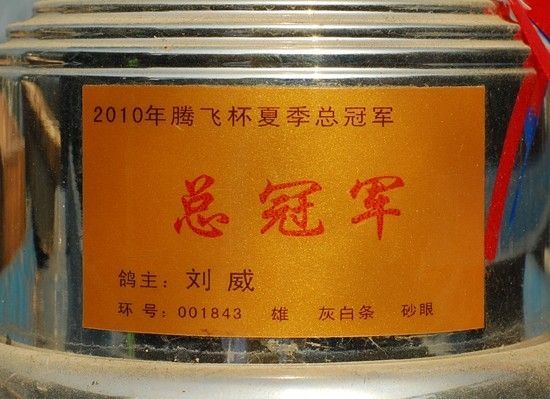 2010年腾飞杯夏季总冠军
总冠军
鸽主：刘威
环号：001843 雄 灰白条 砂眼